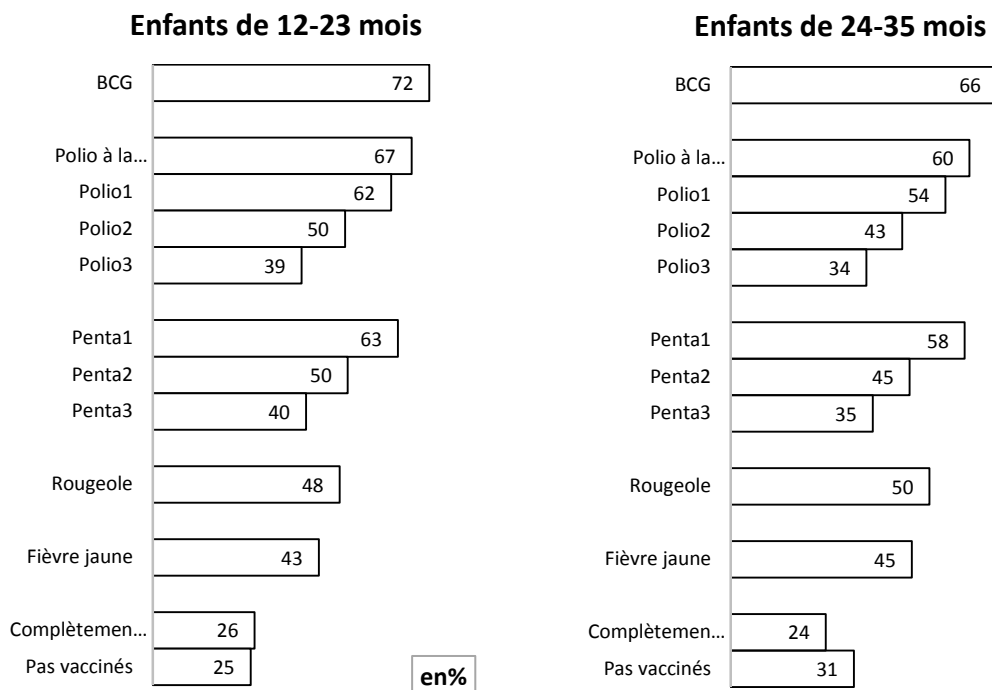 Enfants de 12-23 mois
BCG 72
Polio à la... 67
Polio1 62
Polio2 50
Polio3 39
Penta1 63
Penta2 50
Penta3 40
Rougeole 48
Fièvre jaune 43
Complètemen... 26
Pas vaccinés 25
en%
Enfants de 24-35 mois
BCG 66
Polio à la... 60
Polio1 54
Polio2 43
Polio3 34
Penta1 58
Penta2 45
Penta3 35
Rougeole 50
Fièvre jaune 45
Complètemen... 24
Pas vaccinés 31